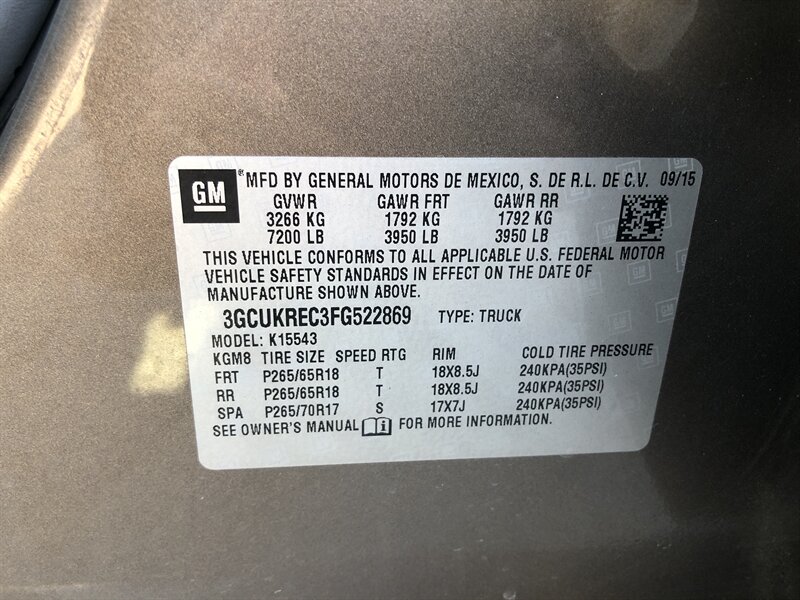 GM ® MFD BY GENERAL MOTORS DE MEXICO, S. DE R.L. DE C.V. 09/15
GVWR GAWR FRT GAWR RR
3266 KG 1792 KG 1792 KG
7200 LB 3950 LB 3950 LB
THIS VEHICLE CONFORMS TO ALL APPLICABLE U.S. FEDERAL MOTOR
VEHICLE SAFETY STANDARDS IN EFFECT ON THE DATE OF
MANUFACTURE SHOWN ABOVE.
3GCUKREC3FG522869 TYPE: TRUCK
MODEL: K15543
KGM8 TIRE SIZE SPEED RTG RIM COLD TIRE PRESSURE
FRT P265/65R18 T 18X8.5J 240KPA(35PSI)
RR P265/65R18 T 18X8.5J 240KPA(35PSI)
SPA P265/70R17 S 17X7J 240KPA(35PSI)
SEE OWNER'S MANUAL i FOR MORE INFORMATION.